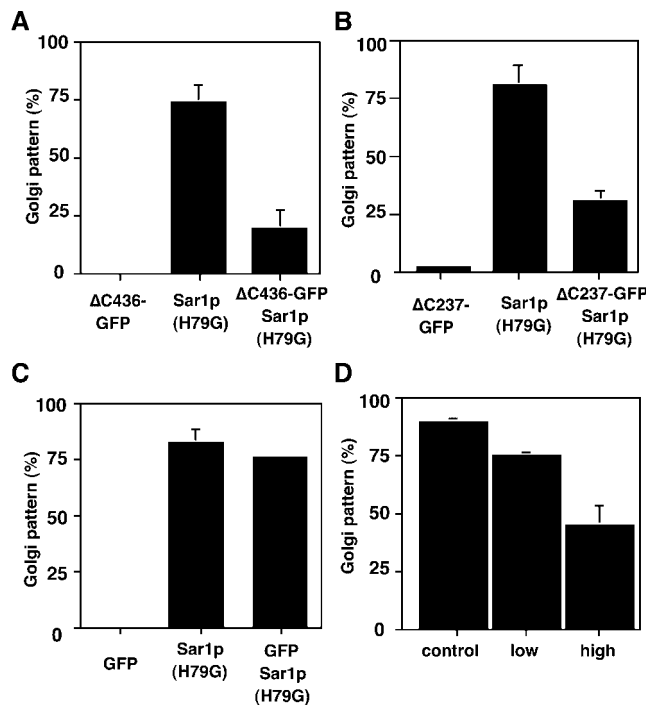 A
Golgi pattern (%)
100
75
50
25
0
ΔC436-
GFP
Sar1p
(H79G)
ΔC436-GFP
Sar1p
(H79G)
B
Golgi pattern (%)
100
75
50
25
0
ΔC237-
GFP
Sar1p
(H79G)
ΔC237-GFP
Sar1p
(H79G)
C
Golgi pattern (%)
100
75
50
25
0
GFP
Sar1p
(H79G)
GFP
Sar1p
(H79G)
D
Golgi pattern (%)
100
75
50
25
0
control
low
high